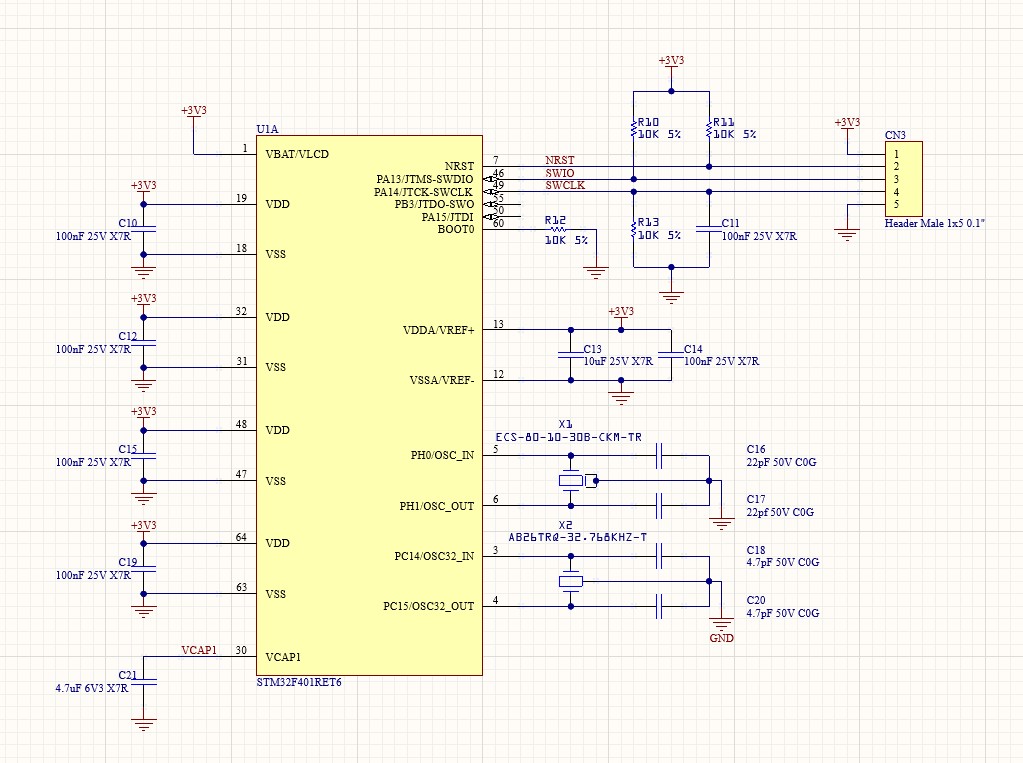 +3V3
+3V3
R10
10K 5%
R11
10K 5%
+3V3
CN3
1
2
3
4
5
Header Male 1x5 0.1"
U1A
1
VBAT/VLCD
NRST
7
NRST
PA13/JTMS-SWDIO
46
SWIO
PA14/JTCK-SWCLK
49
SWCLK
PB3/JTDO-SWO
55
PA15/JTDI
50
BOOT0
60
R12
10K 5%
R13
10K 5%
C11
100nF 25V X7R
+3V3
19
VDD
C10
100nF 25V X7R
18
VSS
+3V3
32
VDD
C12
100nF 25V X7R
31
VSS
VDDA/VREF+
13
+3V3
C13
10uF 25V X7R
C14
100nF 25V X7R
VSSA/VREF-
12
+3V3
48
VDD
C15
100nF 25V X7R
47
VSS
X1
ECS-80-10-30B-CKM-TR
PH0/OSC_IN
5
C16
22pF 50V C0G
PH1/OSC_OUT
6
C17
22pf 50V C0G
+3V3
64
VDD
C19
100nF 25V X7R
63
VSS
X2
AB26TRQ-32.768KHZ-T
PC14/OSC32_IN
3
C18
4.7pF 50V C0G
PC15/OSC32_OUT
4
C20
4.7pF 50V C0G
GND
VCAP1
30
VCAP1
C21
4.7uF 6V3 X7R
STM32F401RET6